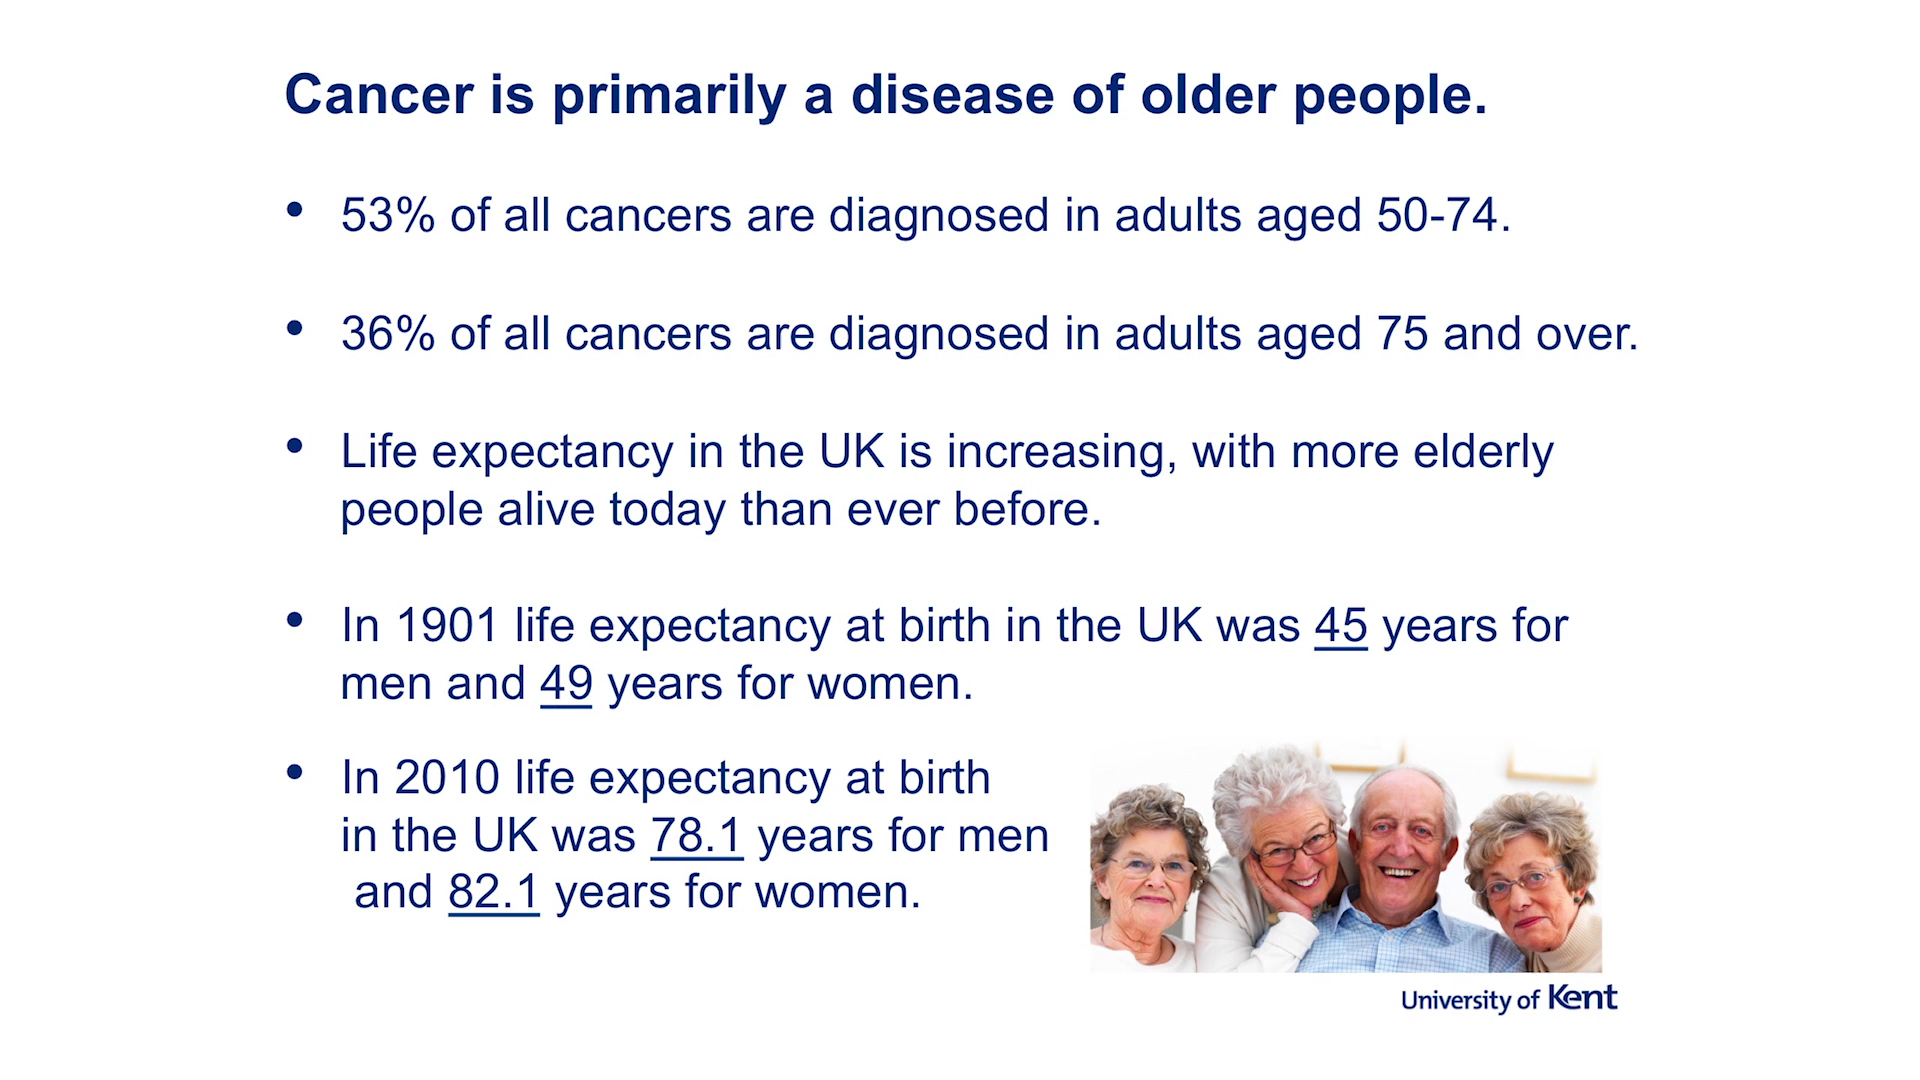 Cancer is primarily a disease of older people.
• 53% of all cancers are diagnosed in adults aged 50-74.
• 36% of all cancers are diagnosed in adults aged 75 and over.
• Life expectancy in the UK is increasing, with more elderly
people alive today than ever before.
• In 1901 life expectancy at birth in the UK was 45 years for
men and 49 years for women.
• In 2010 life expectancy at birth
in the UK was 78.1 years for men
and 82.1 years for women.
University of Kent